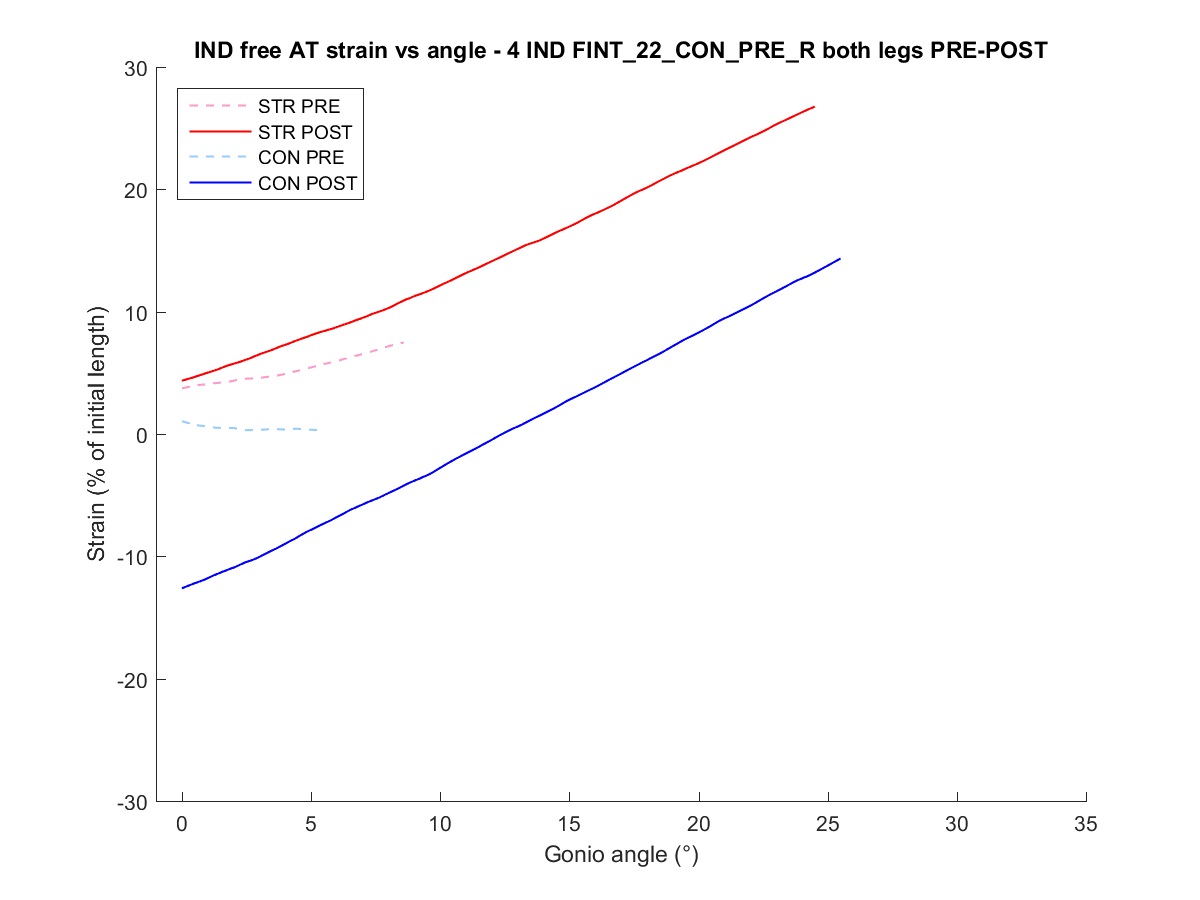 IND free AT strain vs angle - 4 IND FINT_22_CON_PRE_R both legs PRE-POST
STR PRE
STR POST
CON PRE
CON POST
30
20
10
0
-10
-20
-30
Strain (% of initial length)
0
5
10
15
20
25
30
35
Gonio angle (°)